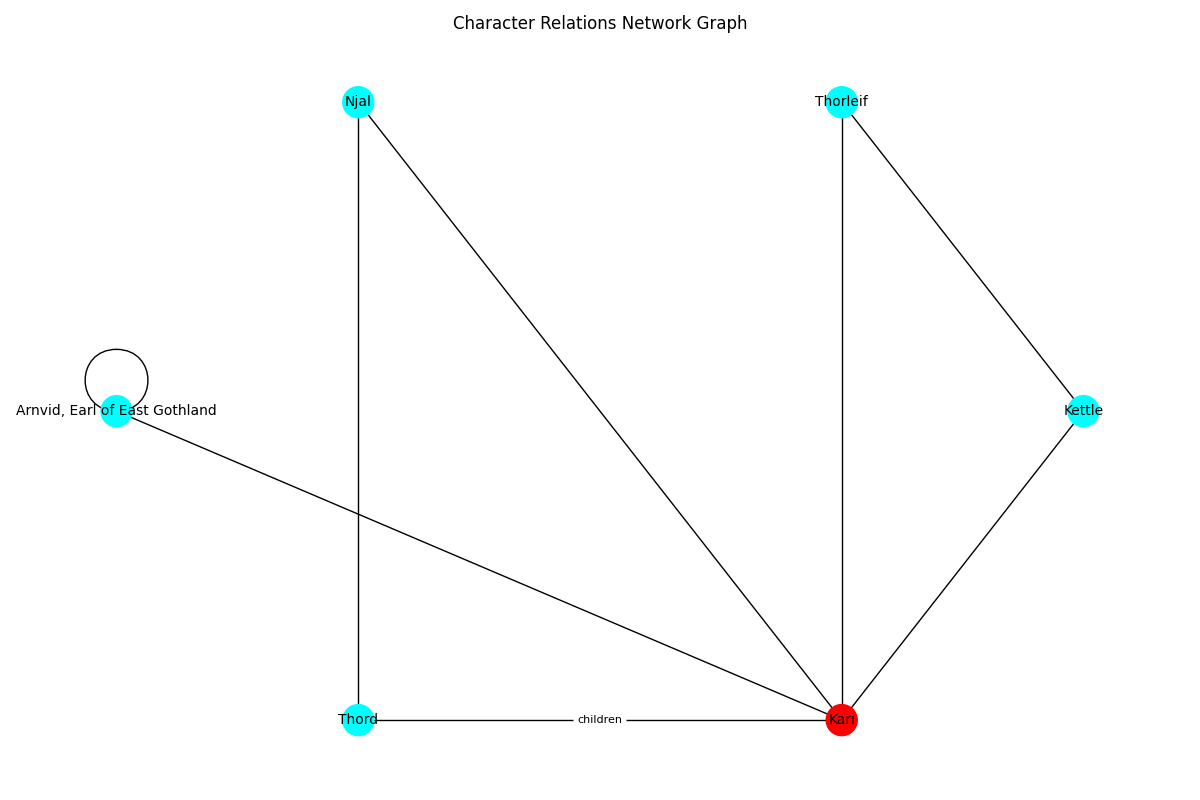 Character Relations Network Graph
Njal
Thorleif
Arnvid, Earl of East Gothland
Kettle
Thord
children
Kari